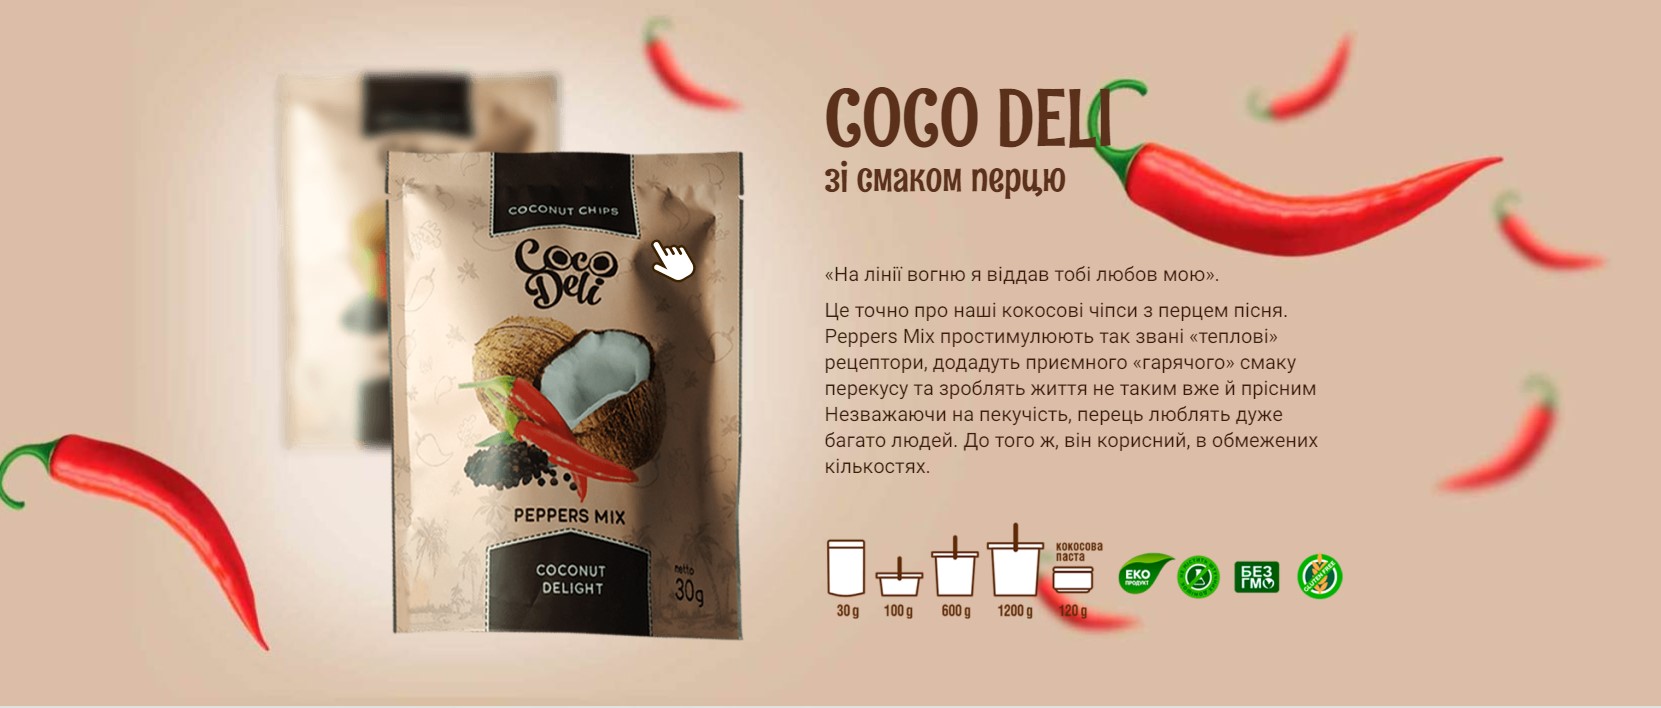 COCONUT CHIPS
Coco
Deli
PEPPERS MIX
COCONUT
DELIGHT
netto
30g
COCO DELI
зі смаком перцю
«На лінії вогню я віддав тобі любов мою».
Це точно про наші кокосові чіпси з перцем пісня.
Peppers Mix простимулюють так звані «теплові»
рецептори, додадуть приємного «гарячого» смаку
перекусу та зроблять життя не таким вже й прісним
Незважаючи на пекучість, перець люблять дуже
багато людей. До того ж, він корисний, в обмежених
кількостях.
кокосова
паста
30 g 100 g 600 g 1200 g 120 g
ЕКО
ПРОДУКТ
БЕЗ
ГМО
GLUTEN FREE